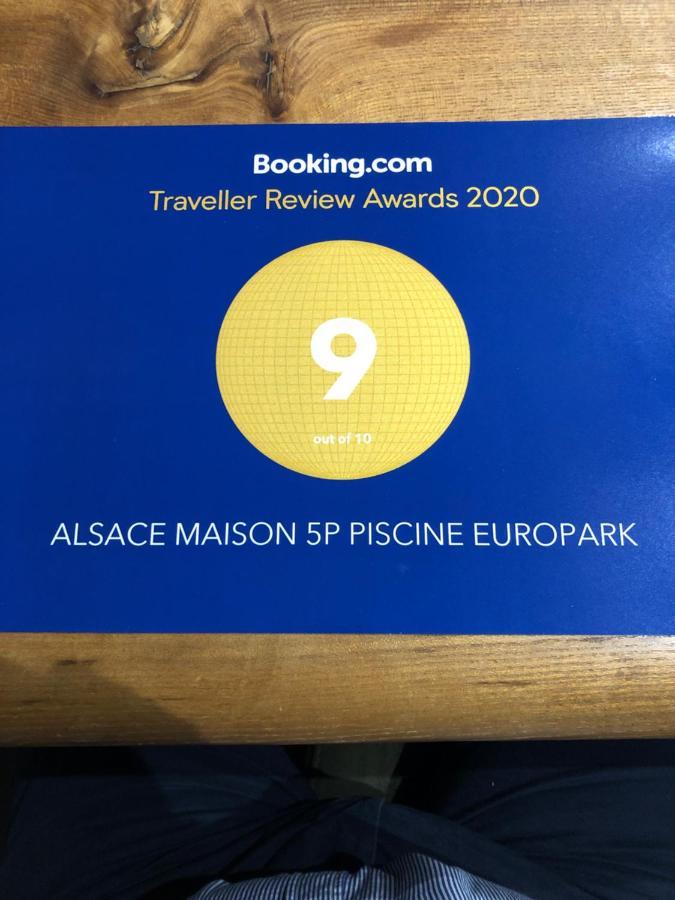 Booking.com
Traveller Review Awards 2020
9
out of 10
ALSACE MAISON 5P PISCINE EUROPARK